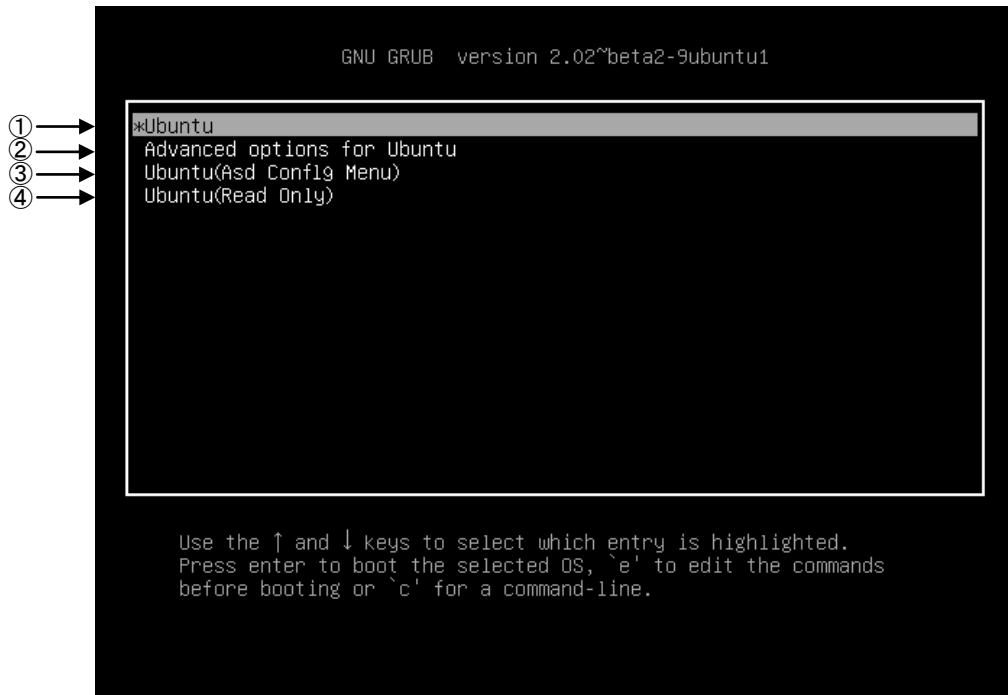 GNU GRUB version 2.02~beta2-9ubuntu1
① *Ubuntu
② Advanced options for Ubuntu
③ Ubuntu(Asd Conflg Menu)
④ Ubuntu(Read Only)
Use the ↑ and ↓ keys to select which entry is highlighted.
Press enter to boot the selected OS, `e' to edit the commands
before booting or `c' for a command-line.